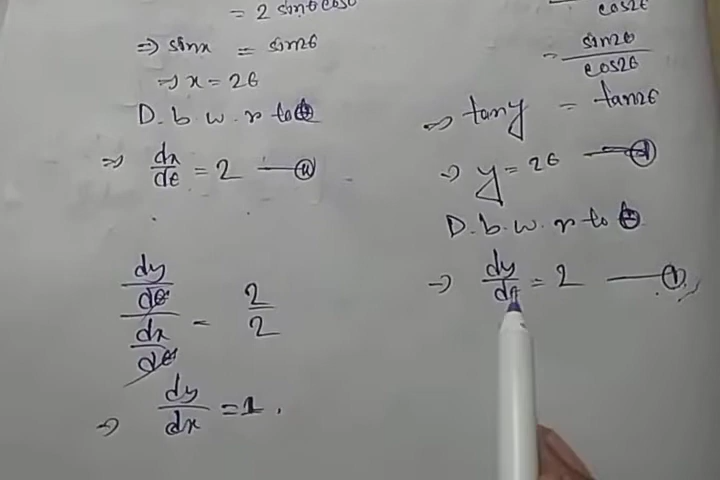 = 2 sinθ cosθ
⇒ sinx = sin2θ
⇒ x = 2θ
D. b. w. r to θ
⇒ dx/dθ = 2 — (a)
(dy/dθ)/(dx/dθ) = 2/2
⇒ dy/dx = 1.
cos2θ
= sin2θ/cos2θ
⇒ tany = tan2θ
⇒ y = 2θ
D. b. w. r to θ
⇒ dy/dθ = 2 — (b)